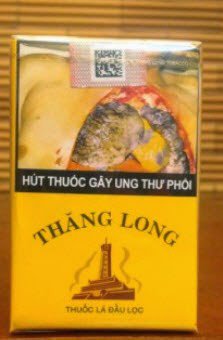 HÚT THUỐC GÂY UNG THƯ PHỔI
THĂNG LONG
THUỐC LÁ ĐẦU LỌC